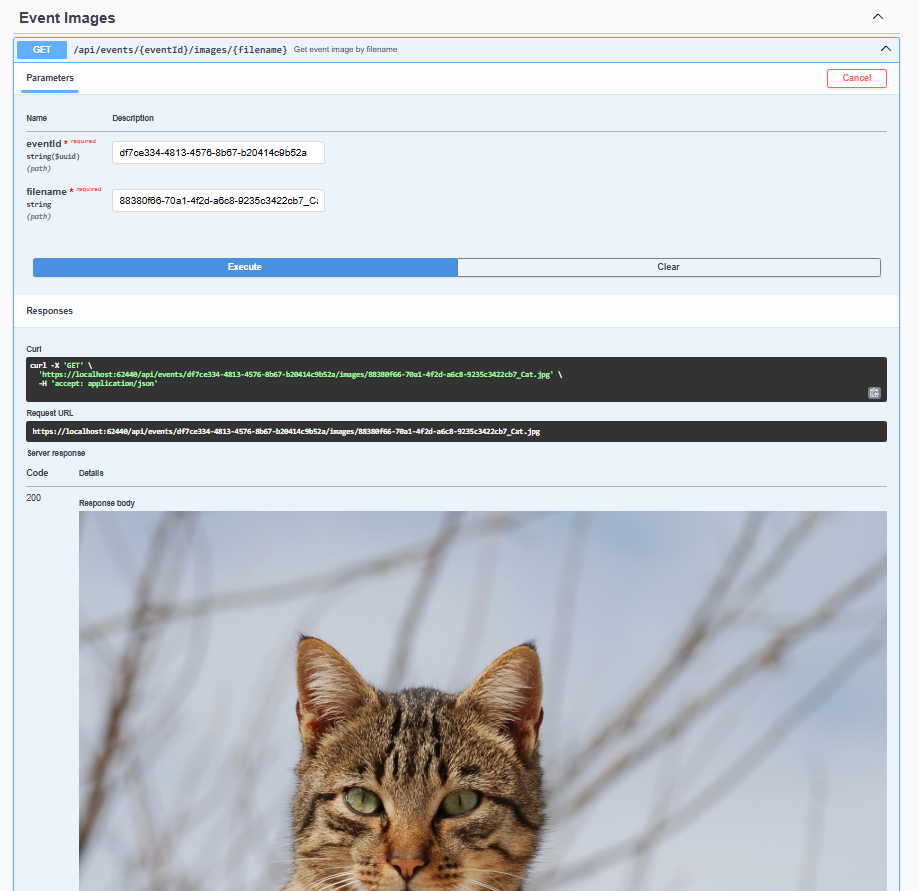 Event Images
GET /api/events/{eventId}/images/{filename} Get event image by filename
Parameters
Cancel
Name Description
eventId * required
string($uuid)
(path)
df7ce334-4813-4576-8b67-b20414c9b52a
filename * required
string
(path)
88380f66-70a1-4f2d-a6c8-9235c3422cb7_Ca
Execute Clear
Responses
Curl
curl -X 'GET' \
'https://localhost:62440/api/events/df7ce334-4813-4576-8b67-b20414c9b52a/images/88380f66-70a1-4f2d-a6c8-9235c3422cb7_Cat.jpg' \
-H 'accept: application/json'
Request URL
https://localhost:62440/api/events/df7ce334-4813-4576-8b67-b20414c9b52a/images/88380f66-70a1-4f2d-a6c8-9235c3422cb7_Cat.jpg
Server response
Code Details
200
Response body